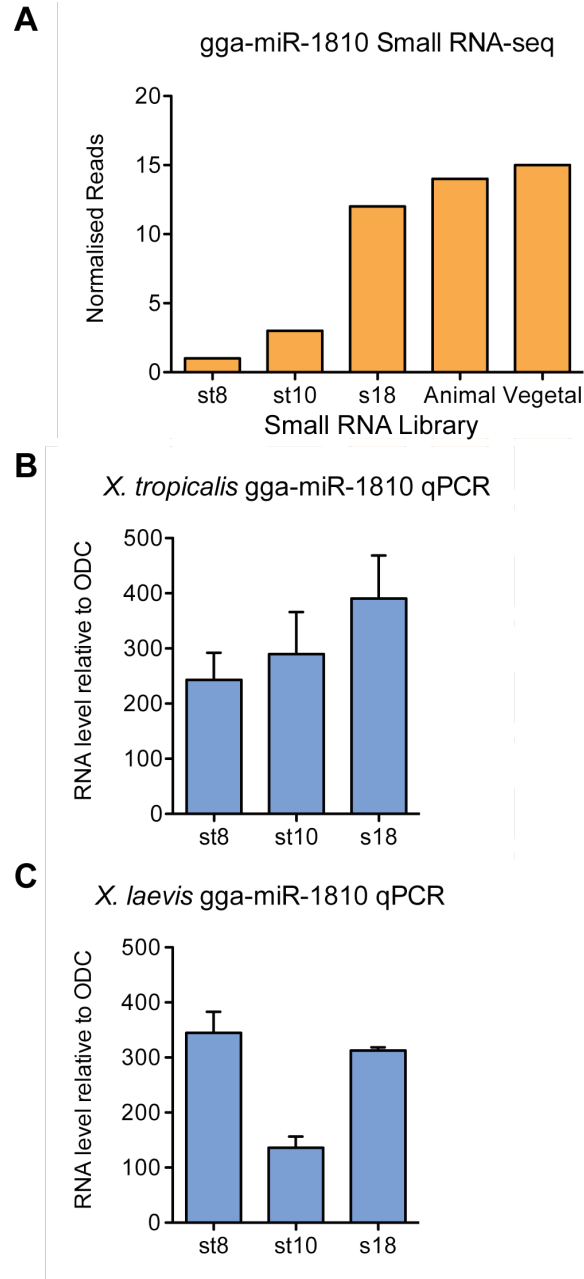 A
gga-miR-1810 Small RNA-seq
Normalised Reads
20
15
10
5
0
st8 st10 s18 Animal Vegetal
Small RNA Library
B
X. tropicalis gga-miR-1810 qPCR
RNA level relative to ODC
500
400
300
200
100
0
st8 st10 s18
C
X. laevis gga-miR-1810 qPCR
RNA level relative to ODC
500
400
300
200
100
0
st8 st10 s18